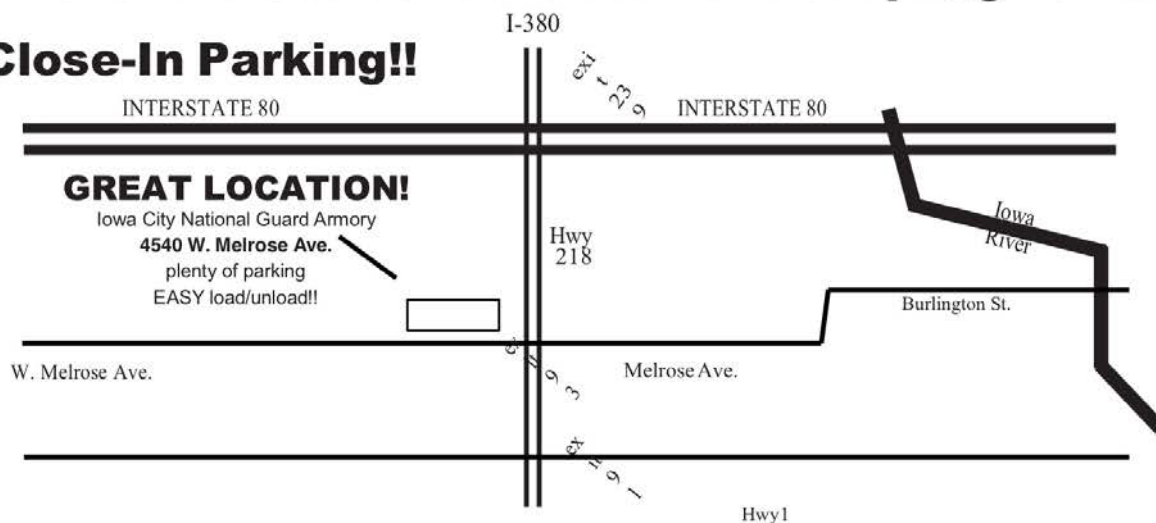 I-380
Close-In Parking!!
exit 239
INTERSTATE 80
INTERSTATE 80
GREAT LOCATION!
Iowa City National Guard Armory
4540 W. Melrose Ave.
plenty of parking
EASY load/unload!!
Hwy
218
Iowa
River
Burlington St.
W. Melrose Ave.
exit 93
Melrose Ave.
exit 91
Hwy1